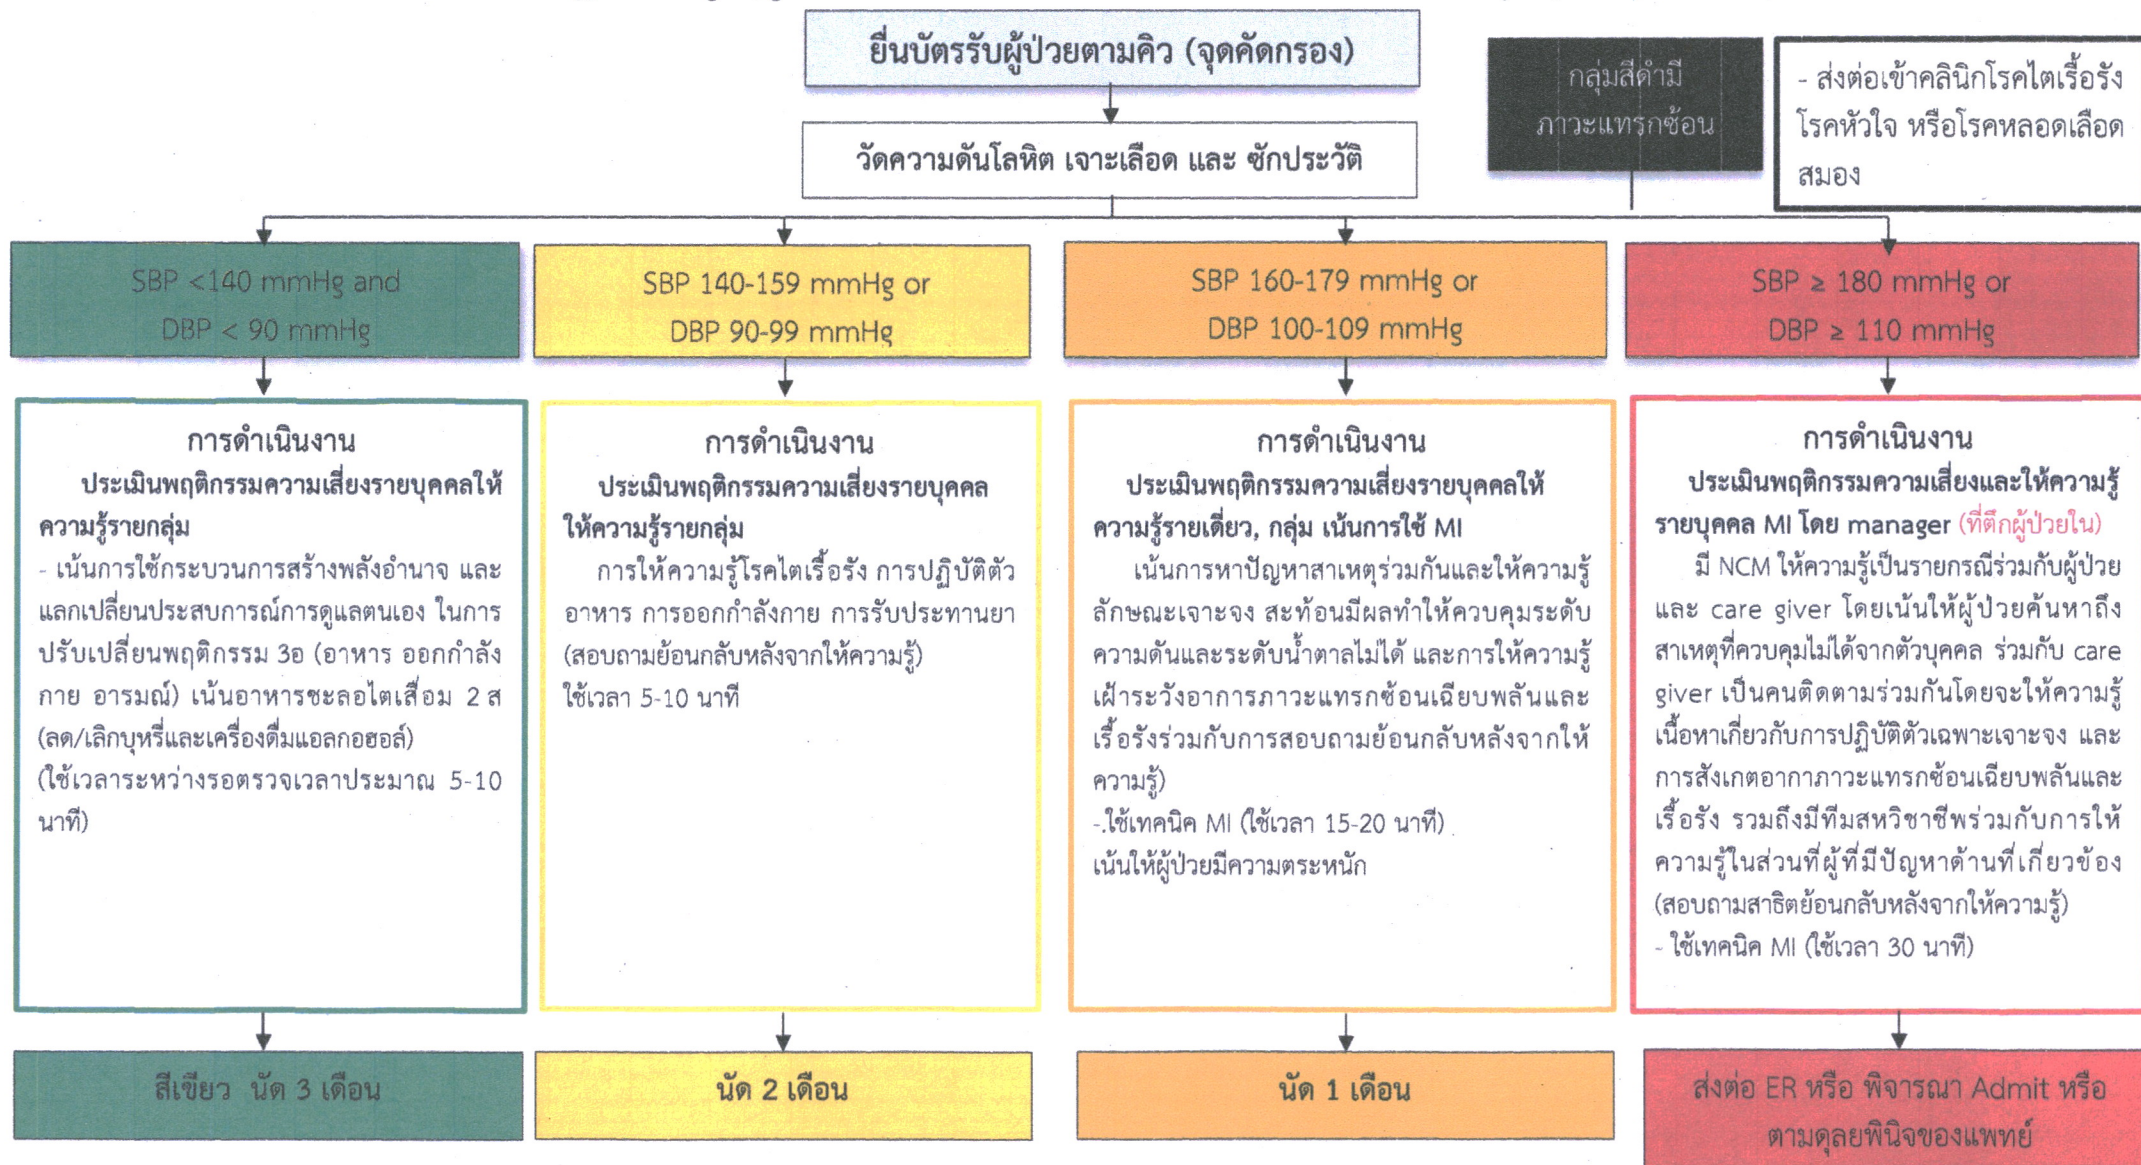 ยื่นบัตรรับผู้ป่วยตามคิว (จุดคัดกรอง)
กลุ่มสีดำมี
ภาวะแทรกซ้อน
- ส่งต่อเข้าคลินิกโรคไตเรื้อรัง
โรคหัวใจ หรือโรคหลอดเลือด
สมอง
วัดความดันโลหิต เจาะเลือด และ ซักประวัติ
SBP <140 mmHg and
DBP < 90 mmHg
SBP 140-159 mmHg or
DBP 90-99 mmHg
SBP 160-179 mmHg or
DBP 100-109 mmHg
SBP ≥ 180 mmHg or
DBP ≥ 110 mmHg
การดำเนินงาน
ประเมินพฤติกรรมความเสี่ยงรายบุคคลให้
ความรู้รายกลุ่ม
- เน้นการใช้กระบวนการสร้างพลังอำนาจ และ
แลกเปลี่ยนประสบการณ์การดูแลตนเอง ในการ
ปรับเปลี่ยนพฤติกรรม 3อ (อาหาร ออกกำลัง
กาย อารมณ์) เน้นอาหารชะลอไตเสื่อม 2 ส
(ลด/เลิกบุหรี่และเครื่องดื่มแอลกอฮอล์)
(ใช้เวลาระหว่างรอตรวจเวลาประมาณ 5-10
นาที)
การดำเนินงาน
ประเมินพฤติกรรมความเสี่ยงรายบุคคล
ให้ความรู้รายกลุ่ม
การให้ความรู้โรคไตเรื้อรัง การปฏิบัติตัว
อาหาร การออกกำลังกาย การรับประทานยา
(สอบถามย้อนกลับหลังจากให้ความรู้)
ใช้เวลา 5-10 นาที
การดำเนินงาน
ประเมินพฤติกรรมความเสี่ยงรายบุคคลให้
ความรู้รายเดี่ยว, กลุ่ม เน้นการใช้ MI
เน้นการหาปัญหาสาเหตุร่วมกันและให้ความรู้
ลักษณะเจาะจง สะท้อนมีผลทำให้ควบคุมระดับ
ความดันและระดับน้ำตาลไม่ได้ และการให้ความรู้
เฝ้าระวังอาการภาวะแทรกซ้อนเฉียบพลันและ
เรื้อรังร่วมกับการสอบถามย้อนกลับหลังจากให้
ความรู้)
-.ใช้เทคนิค MI (ใช้เวลา 15-20 นาที)
เน้นให้ผู้ป่วยมีความตระหนัก
การดำเนินงาน
ประเมินพฤติกรรมความเสี่ยงและให้ความรู้
รายบุคคล MI โดย manager (ที่ตึกผู้ป่วยใน)
มี NCM ให้ความรู้เป็นรายกรณีร่วมกับผู้ป่วย
และ care giver โดยเน้นให้ผู้ป่วยค้นหาถึง
สาเหตุที่ควบคุมไม่ได้จากตัวบุคคล ร่วมกับ care
giver เป็นคนติดตามร่วมกันโดยจะให้ความรู้
เนื้อหาเกี่ยวกับการปฏิบัติตัวเฉพาะเจาะจง และ
การสังเกตอากาภาวะแทรกซ้อนเฉียบพลันและ
เรื้อรัง รวมถึงมีทีมสหวิชาชีพร่วมกับการให้
ความรู้ในส่วนที่ผู้ที่มีปัญหาด้านที่เกี่ยวข้อง
(สอบถามสาธิตย้อนกลับหลังจากให้ความรู้)
- ใช้เทคนิค MI (ใช้เวลา 30 นาที)
สีเขียว นัด 3 เดือน
นัด 2 เดือน
นัด 1 เดือน
ส่งต่อ ER หรือ พิจารณา Admit หรือ
ตามดุลยพินิจของแพทย์